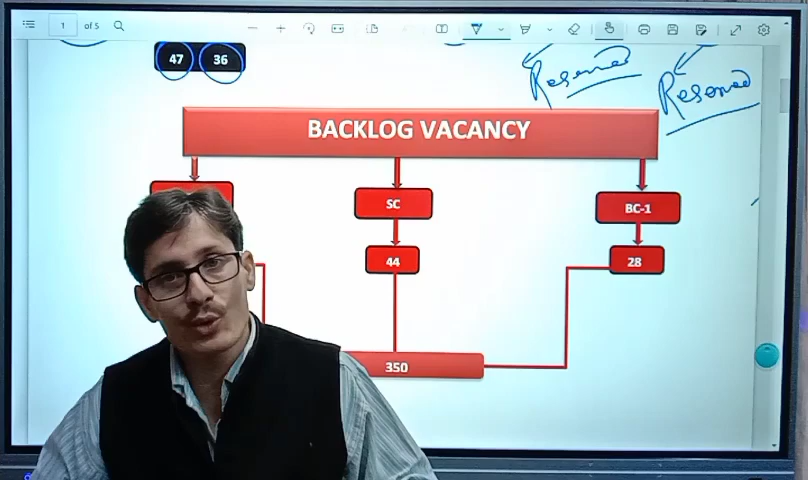 1 of 5
47 36
Reserved Reserved
BACKLOG VACANCY
SC BC-1
44 28
350